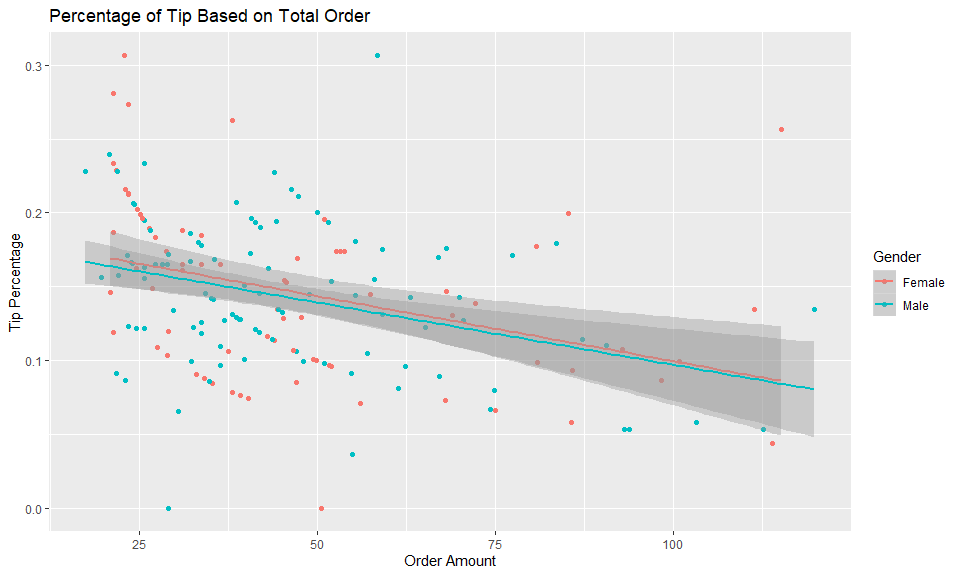 Percentage of Tip Based on Total Order
Tip Percentage
0.3
0.2
0.1
0.0
25
50
75
100
Order Amount
Gender
Female
Male